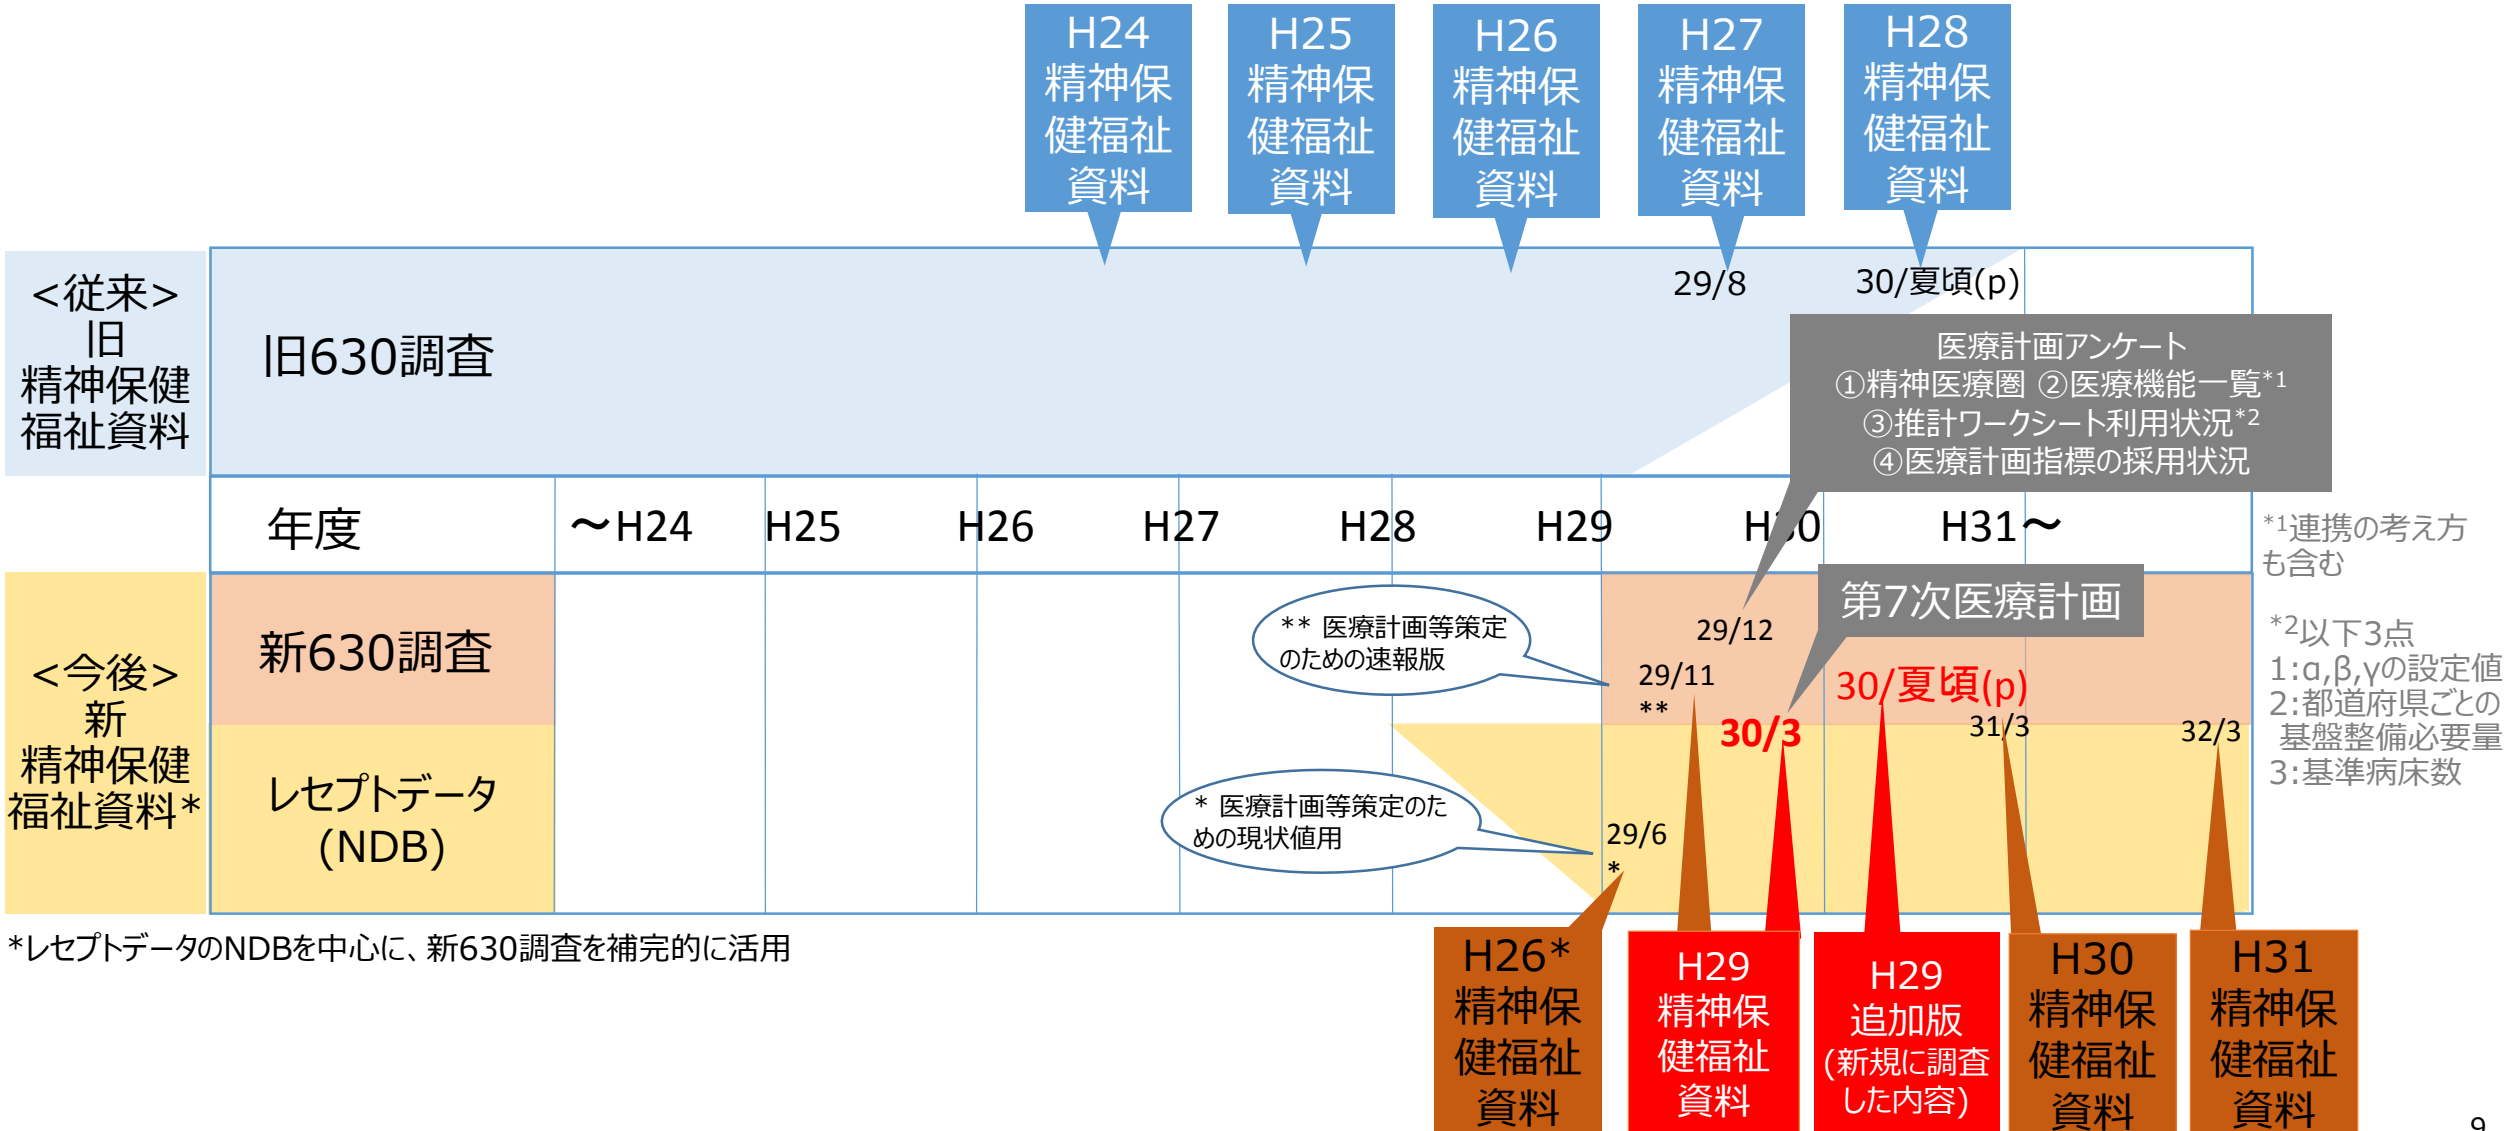 H24
精神保
健福祉
資料
H25
精神保
健福祉
資料
H26
精神保
健福祉
資料
H27
精神保
健福祉
資料
H28
精神保
健福祉
資料
<従来>
旧
精神保健
福祉資料
旧630調査
29/8
30/夏頃(p)
医療計画アンケート
①精神医療圏 ②医療機能一覧*1
③推計ワークシート利用状況*2
④医療計画指標の採用状況
年度
～H24
H25
H26
H27
H28
H29
H30
H31～
*1連携の考え方
も含む
*2以下3点
1:α,β,γの設定値
2:都道府県ごとの
基盤整備必要量
3:基準病床数
<今後>
新
精神保健
福祉資料*
新630調査
レセプトデータ
(NDB)
** 医療計画等策定
のための速報版
* 医療計画等策定のた
めの現状値用
第7次医療計画
29/12
29/11
**
30/3
30/夏頃(p)
31/3
32/3
29/6
*
*レセプトデータのNDBを中心に、新630調査を補完的に活用
H26*
精神保
健福祉
資料
H29
精神保
健福祉
資料
H29
追加版
(新規に調査
した内容)
H30
精神保
健福祉
資料
H31
精神保
健福祉
資料
9